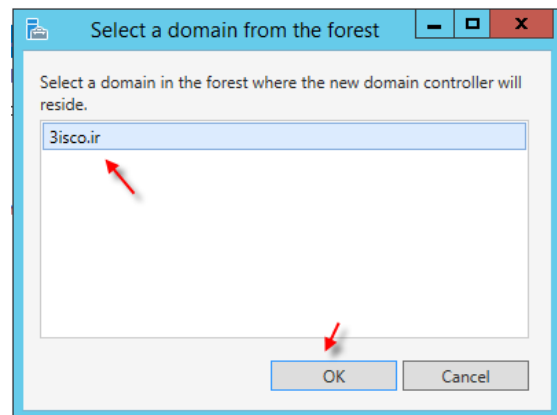 Select a domain from the forest
Select a domain in the forest where the new domain controller will
reside.
3isco.ir
OK
Cancel